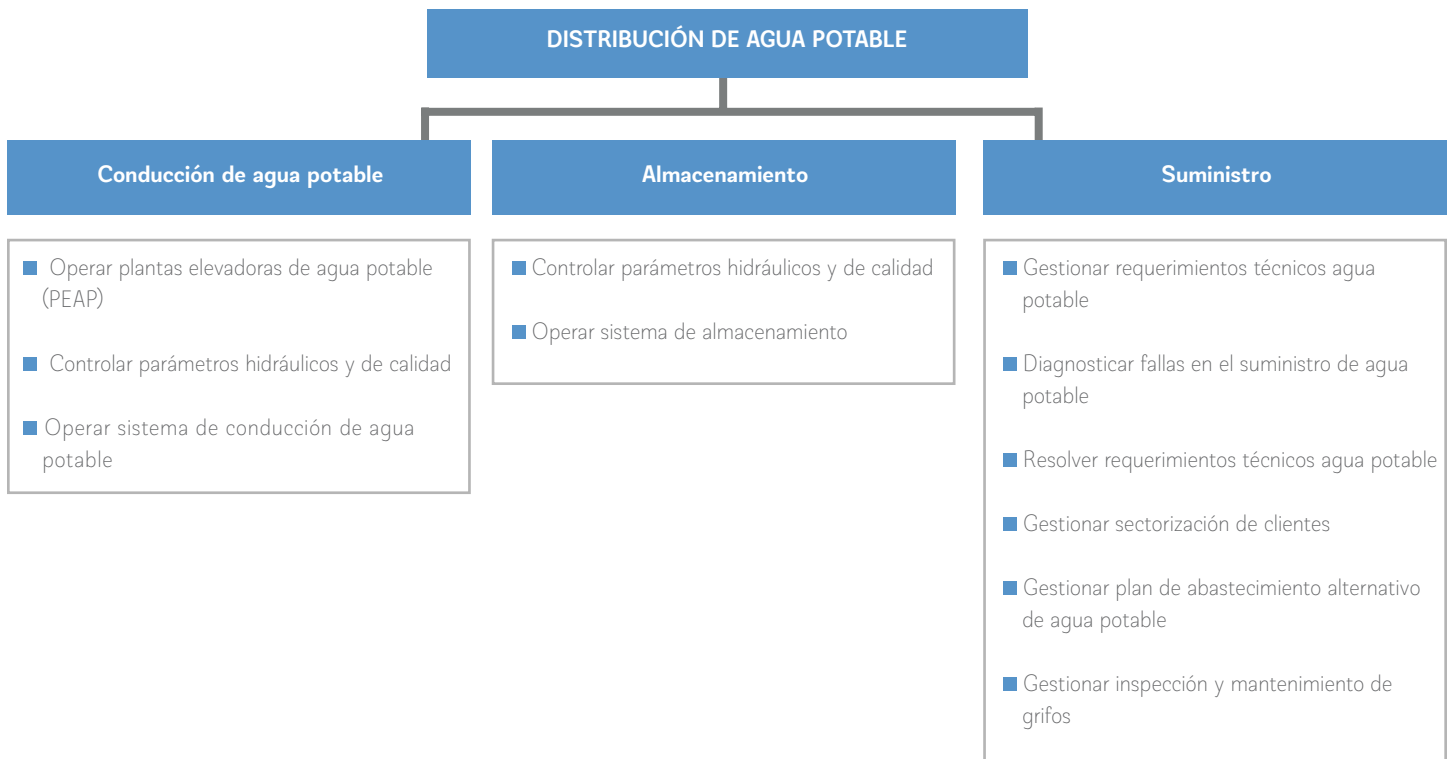 DISTRIBUCIÓN DE AGUA POTABLE
Conducción de agua potable
Operar plantas elevadoras de agua potable
(PEAP)
Controlar parámetros hidráulicos y de calidad
Operar sistema de conducción de agua
potable
Almacenamiento
Controlar parámetros hidráulicos y de calidad
Operar sistema de almacenamiento
Suministro
Gestionar requerimientos técnicos agua
potable
Diagnosticar fallas en el suministro de agua
potable
Resolver requerimientos técnicos agua potable
Gestionar sectorización de clientes
Gestionar plan de abastecimiento alternativo
de agua potable
Gestionar inspección y mantenimiento de
grifos